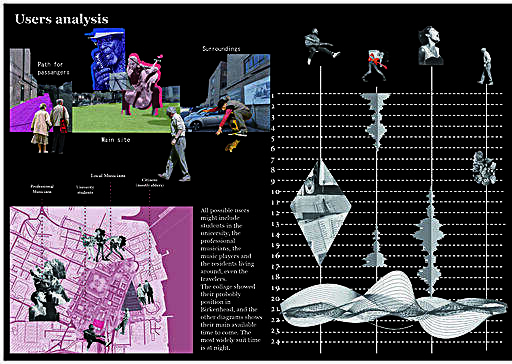 Users analysis
Path for
passangers
Surroundings
Main site
Local Musicians
Professional
Musicians
University
students
Citizens
(mostly elders)
All possible users
might include
students in the
university, the
professional
musicians, the
music players and
the residents living
around, even the
travelers.
The collage showed
their probably
position in
Birkenhead, and the
other diagrams shows
their main available
time to come. The
most widely suit time
is at night.
1
2
3
4
5
6
7
8
9
10
11
12
13
14
15
16
17
18
19
20
21
22
23
24